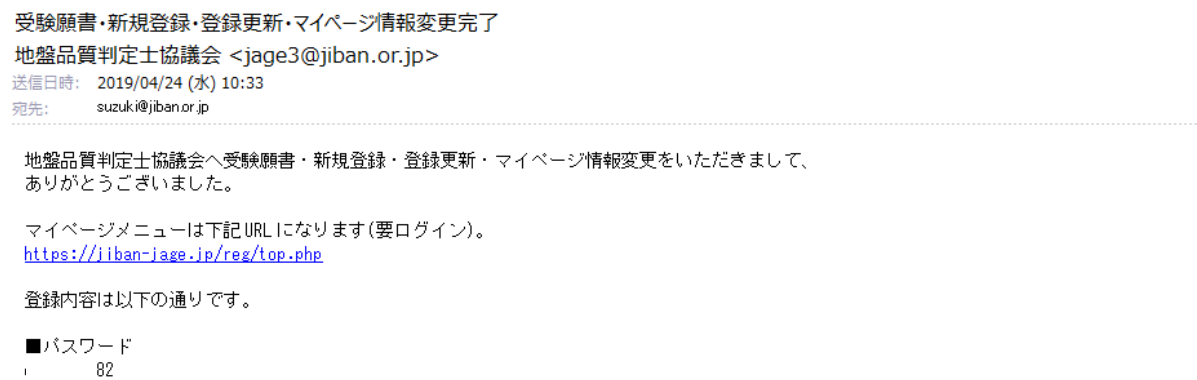 受験願書・新規登録・登録更新・マイページ情報変更完了
地盤品質判定士協議会 <jage3@jiban.or.jp>
送信日時: 2019/04/24 (水) 10:33
宛先: suzuki@jiban.or.jp
地盤品質判定士協議会へ受験願書・新規登録・登録更新・マイページ情報変更をいただきまして、
ありがとうございました。
マイページメニューは下記URLになります(要ログイン)。
https://jiban-jage.jp/reg/top.php
登録内容は以下の通りです。
■パスワード
82